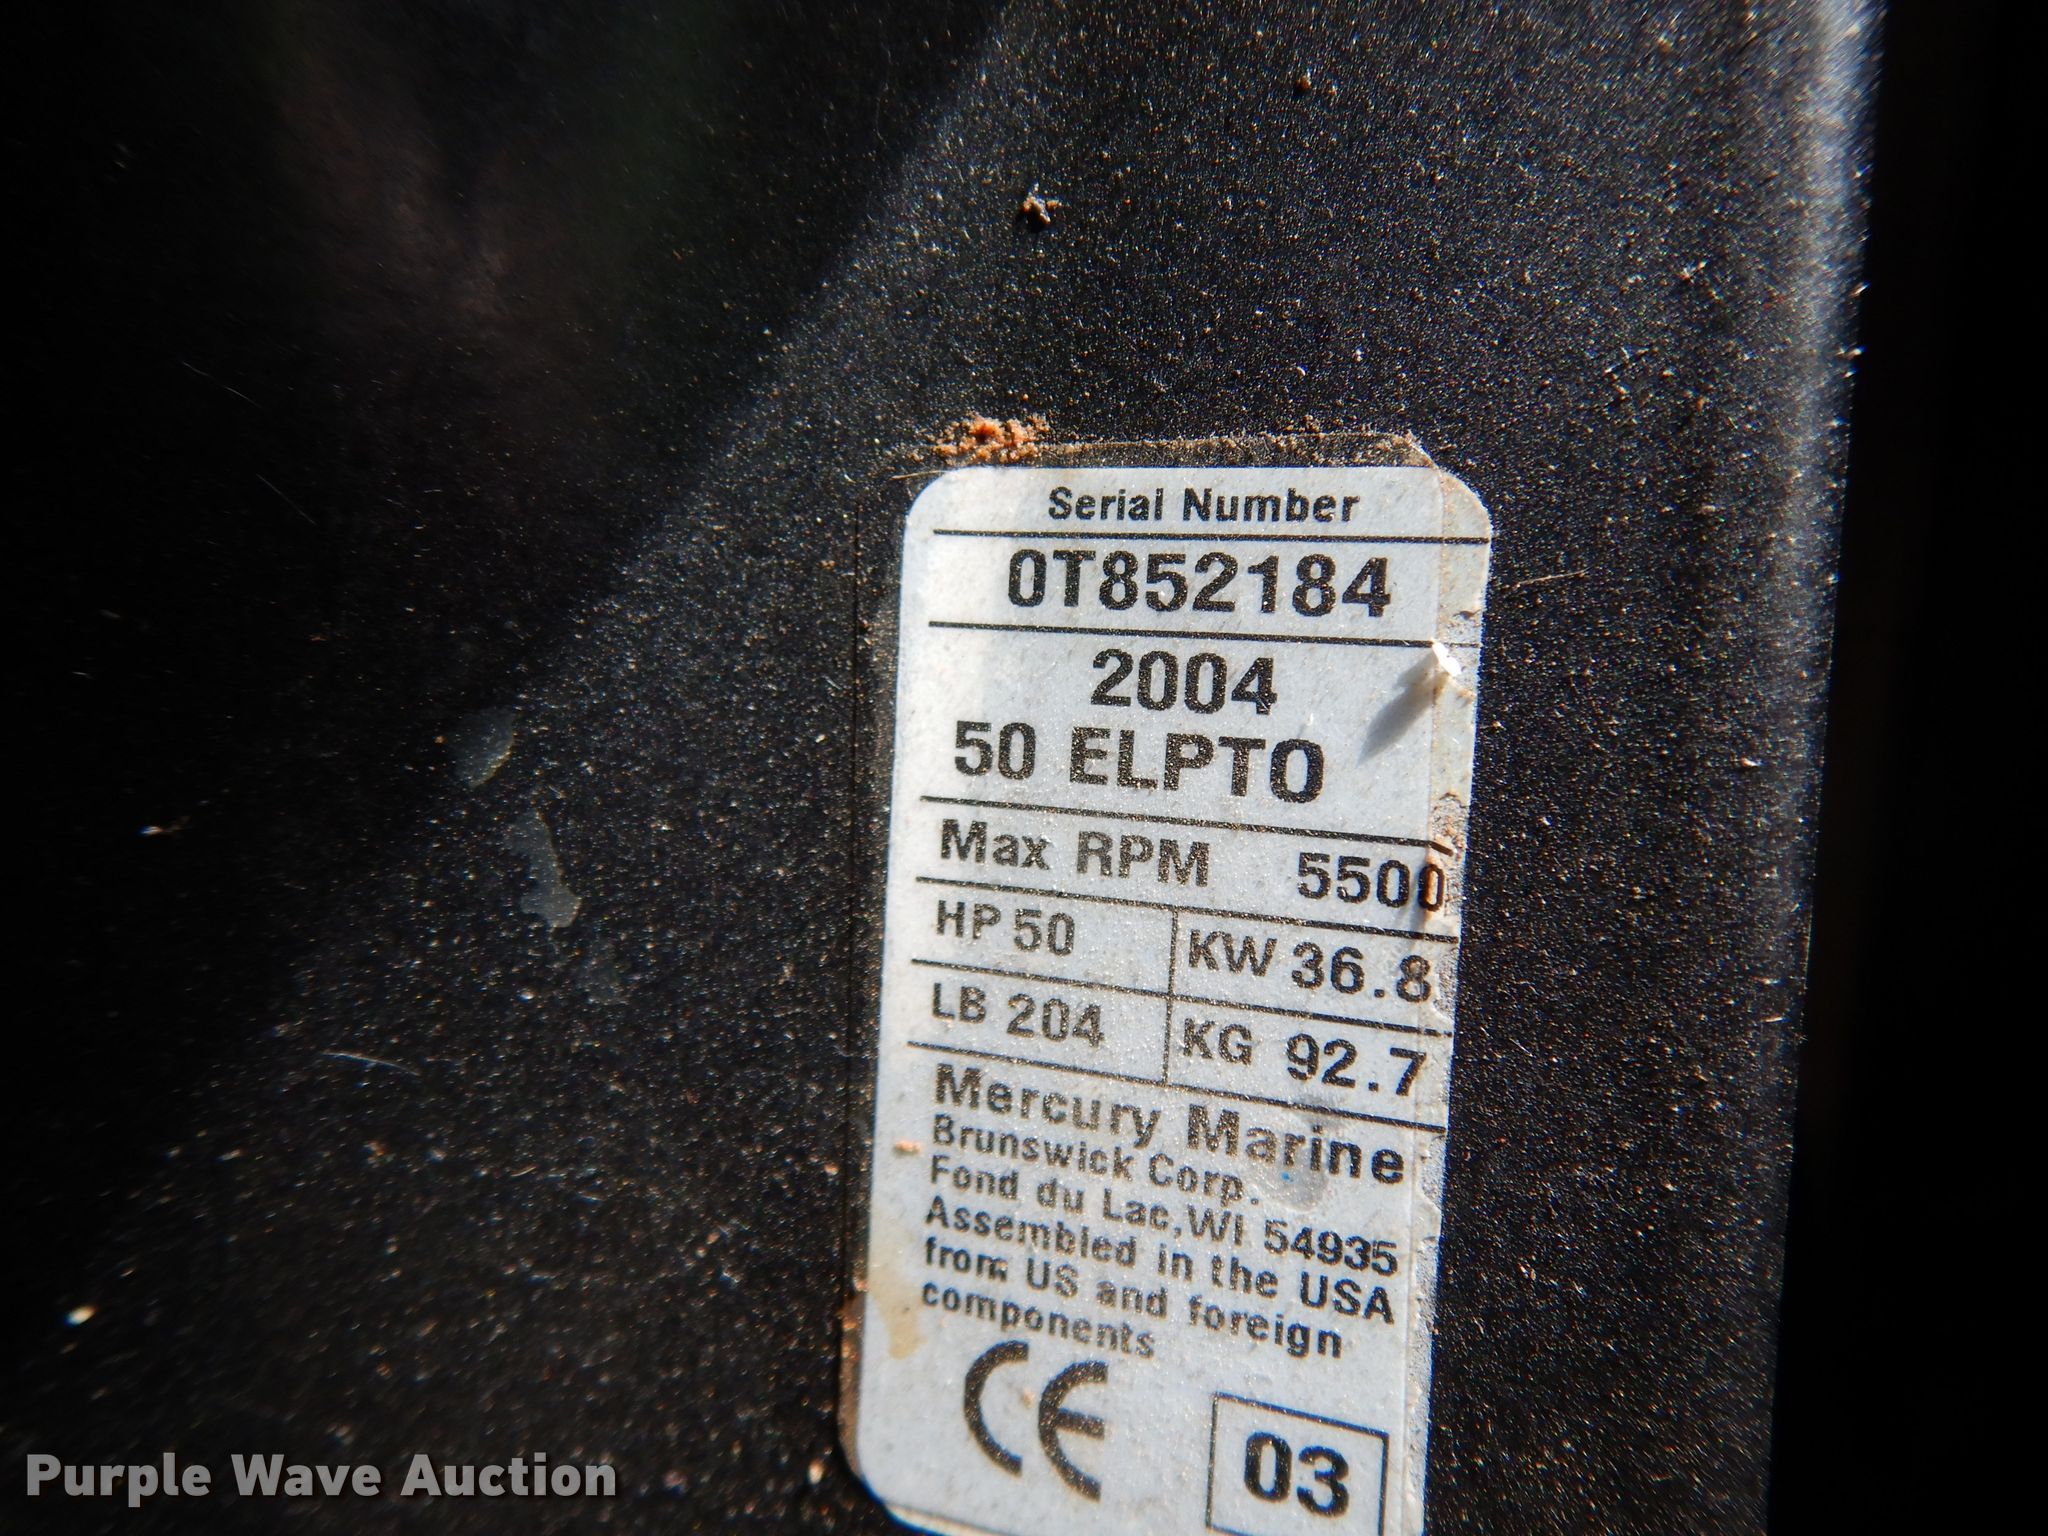 Serial Number
0T852184
2004
50 ELPTO
Max RPM 5500
HP 50 KW 36.8
LB 204 KG 92.7
Mercury Marine
Brunswick Corp.
Fond du Lac, WI 54935
Assembled in the USA
from US and foreign
components
CE 03
Purple Wave Auction